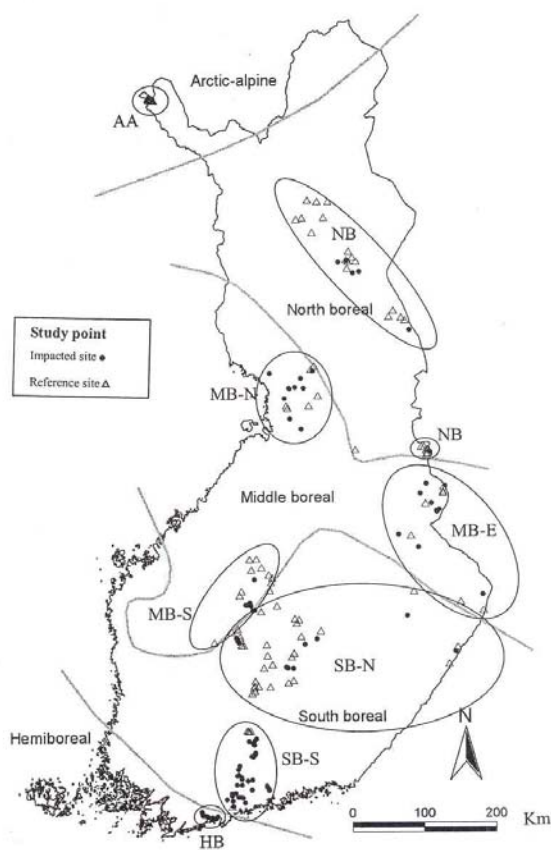 Arctic-alpine
AA
NB
North boreal
Study point
Impacted site
Reference site
MB-N
NB
Middle boreal
MB-E
MB-S
SB-N
South boreal
N
Hemiboreal
SB-S
HB
0 100 200 Km